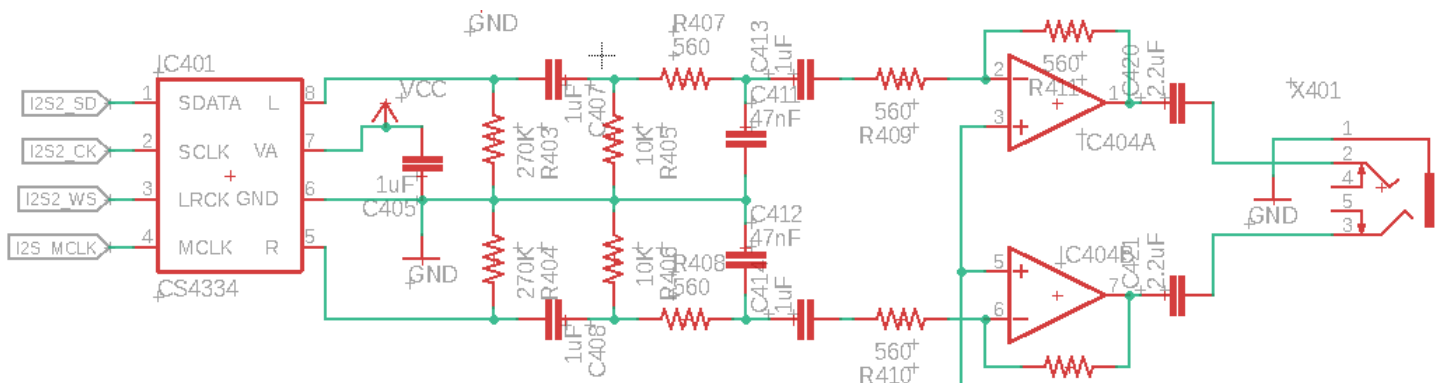 GND
R407
560
C413
1uF
560
R411
C420
2.2uF
IC401
VCC
X401
I2S2_SD
1
SDATA
L
8
1uF
C407
C411
47nF
560
R409
2
1
3
IC404A
I2S2_CK
2
SCLK
VA
7
270K
R403
10K
R405
1
2
4
5
3
GND
I2S2_WS
3
LRCK
GND
6
1uF
C405
C412
47nF
I2S_MCLK
4
MCLK
R
5
GND
270K
R404
10K
R408
560
C414
1uF
IC404B
C421
2.2uF
5
7
6
CS4334
1uF
C408
560
R410